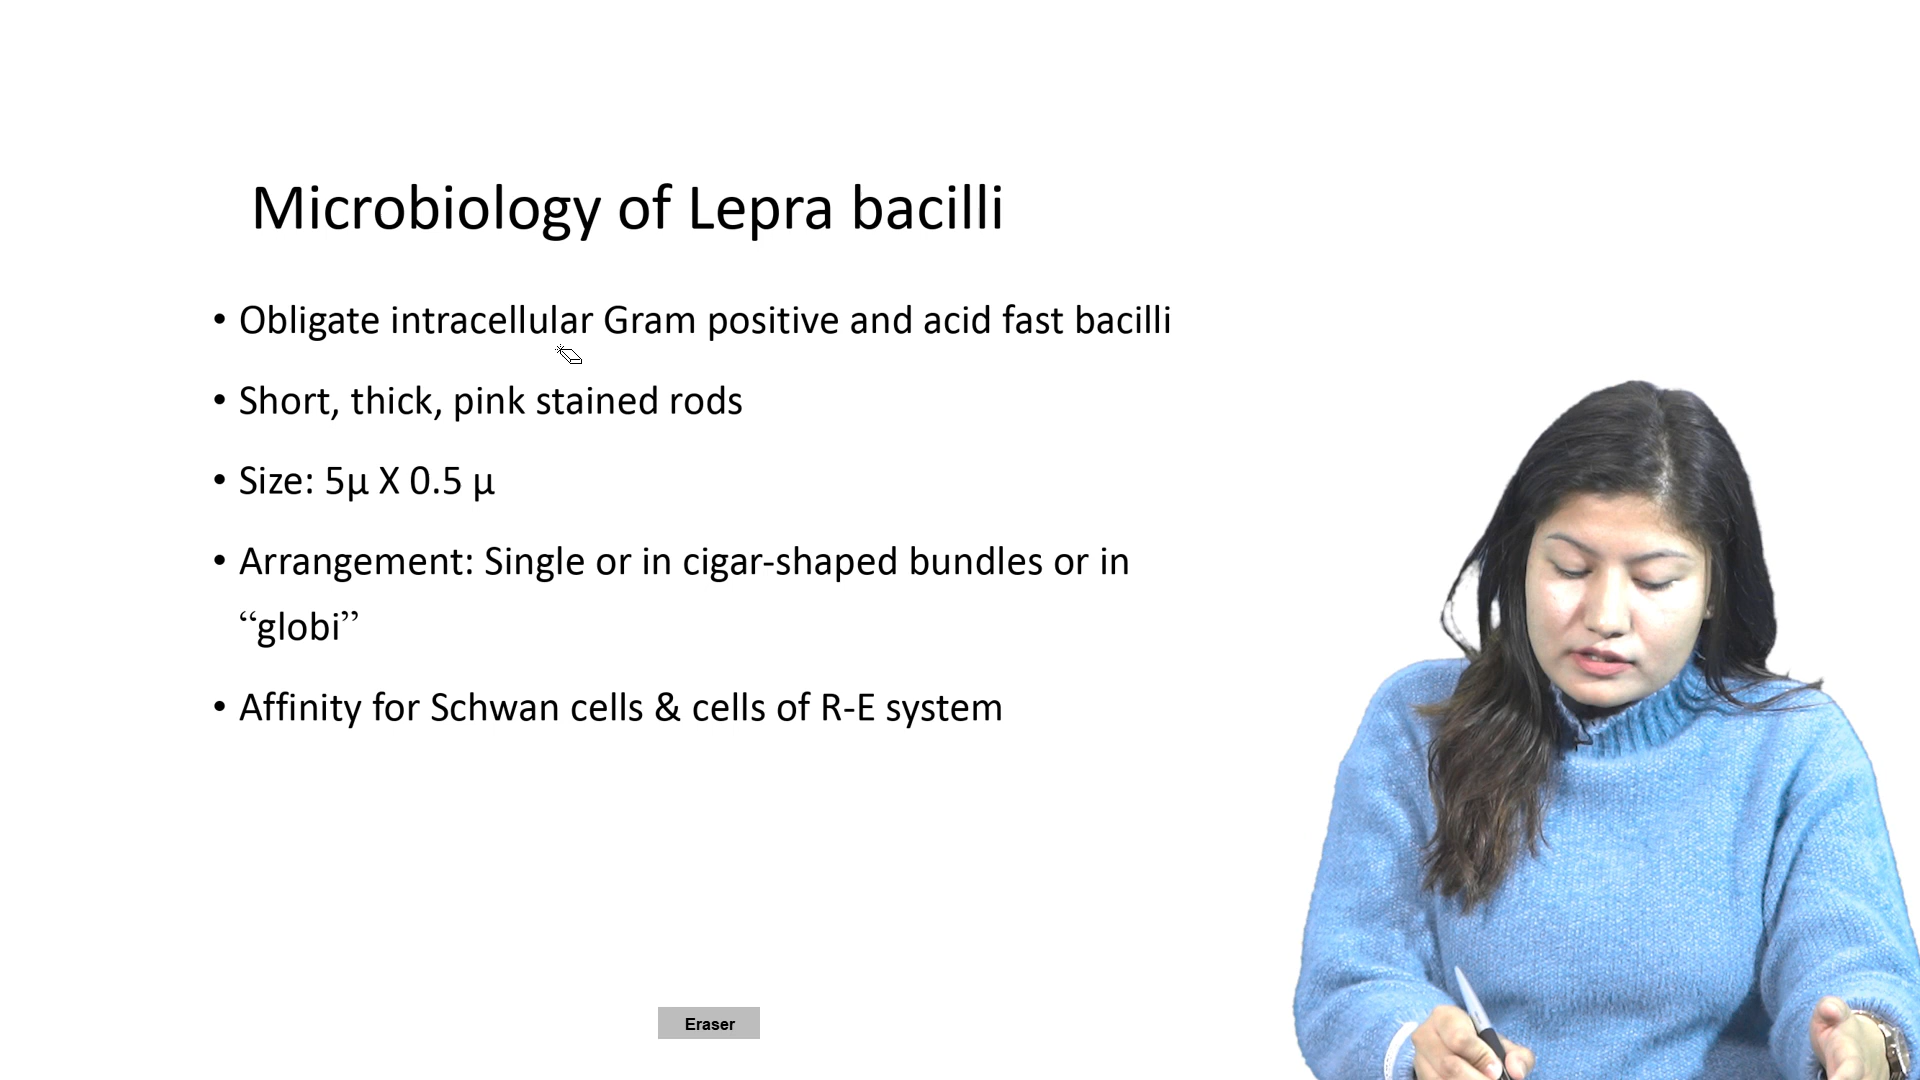 Microbiology of Lepra bacilli
• Obligate intracellular Gram positive and acid fast bacilli
• Short, thick, pink stained rods
• Size: 5µ X 0.5 µ
• Arrangement: Single or in cigar-shaped bundles or in
“globi”
• Affinity for Schwan cells & cells of R-E system
Eraser